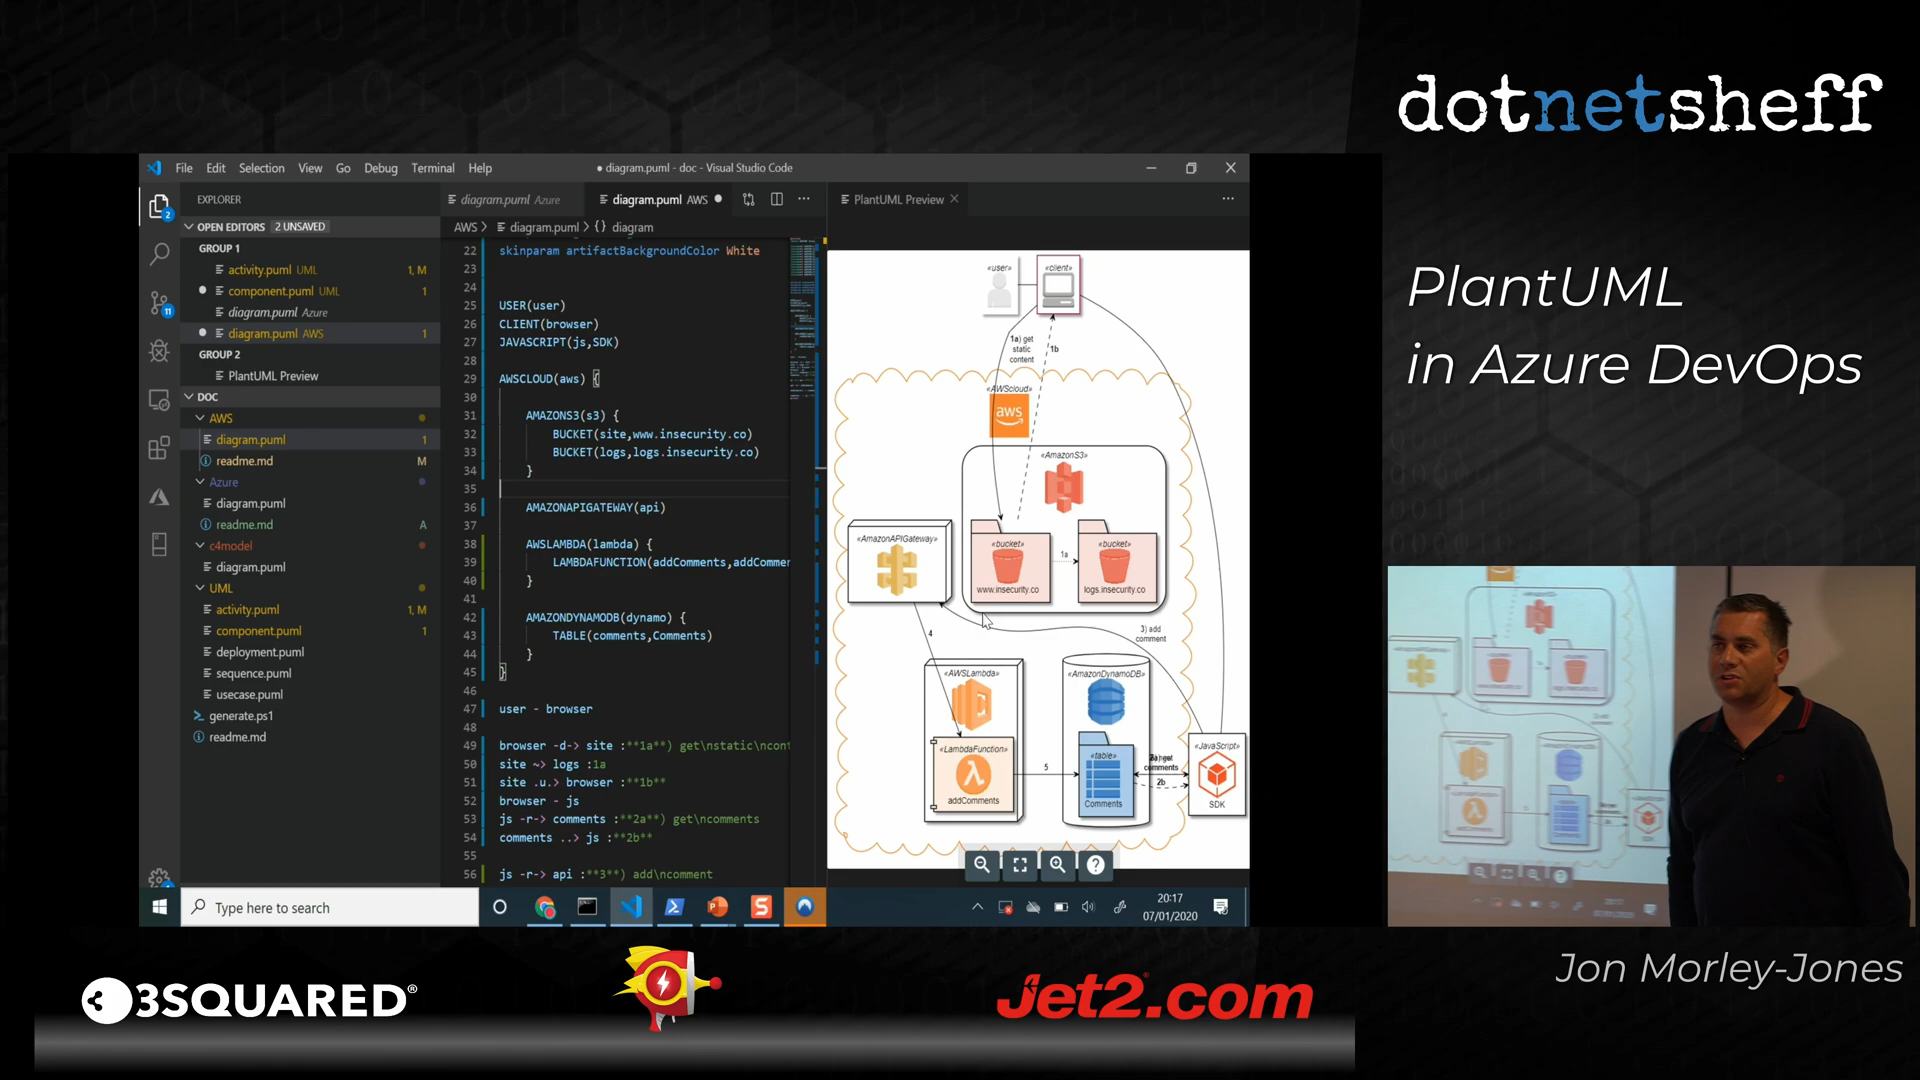 dotnetsheff
PlantUML
in Azure DevOps
Jon Morley-Jones
File Edit Selection View Go Debug Terminal Help
● diagram.puml - doc - Visual Studio Code
EXPLORER
OPEN EDITORS 2 UNSAVED
GROUP 1
activity.puml UML 1, M
component.puml UML 1
diagram.puml Azure
diagram.puml AWS 1
GROUP 2
PlantUML Preview
DOC
AWS
diagram.puml 1
readme.md M
Azure
diagram.puml
readme.md A
c4model
diagram.puml
UML
activity.puml 1, M
component.puml 1
deployment.puml
sequence.puml
usecase.puml
generate.ps1
readme.md
2
11
diagram.puml Azure
diagram.puml AWS
AWS > diagram.puml > {} diagram
22 skinparam artifactBackgroundColor White
23
24
25 USER(user)
26 CLIENT(browser)
27 JAVASCRIPT(js,SDK)
28
29 AWSCLOUD(aws) {
30
31 AMAZONS3(s3) {
32 BUCKET(site,www.insecurity.co)
33 BUCKET(logs,logs.insecurity.co)
34 }
35
36 AMAZONAPIGATEWAY(api)
37
38 AWSLAMBDA(lambda) {
39 LAMBDAFUNCTION(addComments,addCommen
40 }
41
42 AMAZONDYNAMODB(dynamo) {
43 TABLE(comments,Comments)
44 }
45 }
46
47 user - browser
48
49 browser -d-> site :**1a**) get\nstatic\ncont
50 site ~> logs :1a
51 site .u.> browser :**1b**
52 browser - js
53 js -r-> comments :**2a**) get\ncomments
54 comments ..> js :**2b**
55
56 js -r-> api :**3**) add\ncomment
PlantUML Preview
«user»
«client»
1a) get
static
content
1b
«AWScloud»
aws
«AmazonS3»
«AmazonAPIGateway»
«bucket»
www.insecurity.co
1a
«bucket»
logs.insecurity.co
4
3) add
comment
«AWSLambda»
«LambdaFunction»
addComments
5
«AmazonDynamoDB»
«table»
Comments
comments
2b
«JavaScript»
SDK
Type here to search
20:17
07/01/2020
3SQUARED®
Jet2.com